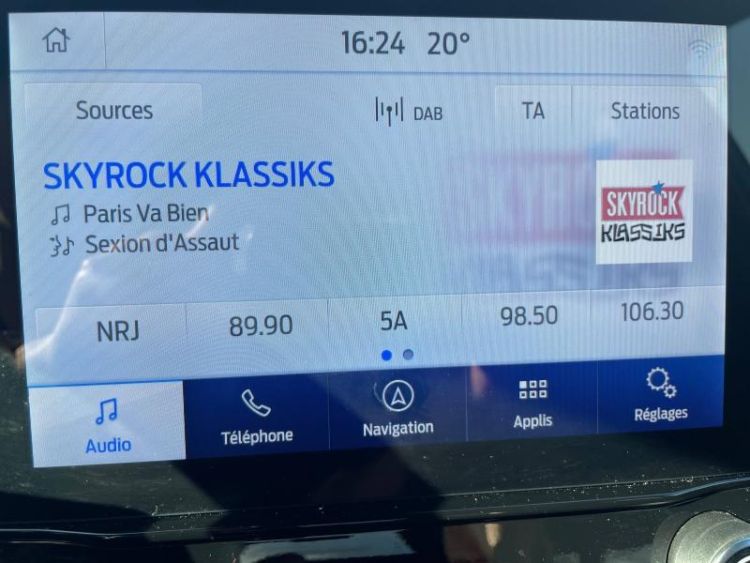 16:24 20°
Sources
DAB
TA
Stations
SKYROCK KLASSIKS
Paris Va Bien
Sexion d'Assaut
SKYROCK
KLASSIKS
NRJ 89.90 5A 98.50 106.30
Audio
Téléphone
Navigation
Applis
Réglages